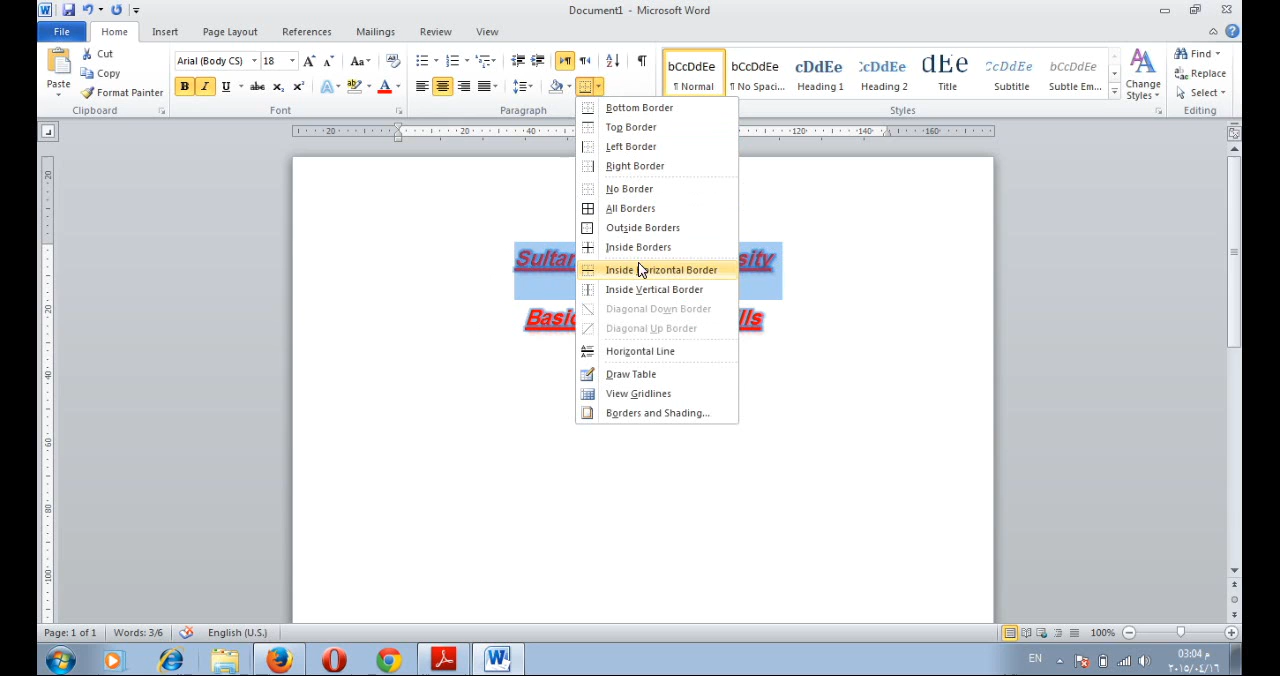 Document1 - Microsoft Word
File Home Insert Page Layout References Mailings Review View
Paste
Cut
Copy
Format Painter
Clipboard
Arial (Body CS) 18
Font
Paragraph
bCcDdEe
¶ Normal
bCcDdEe
¶ No Spaci...
cDdEe
Heading 1
:cDdEe
Heading 2
dEe
Title
:cDdEe
Subtitle
bCcDdEe
Subtle Em...
Change
Styles
Styles
Find
Replace
Select
Editing
Bottom Border
Top Border
Left Border
Right Border
No Border
All Borders
Outside Borders
Inside Borders
Inside Horizontal Border
Inside Vertical Border
Diagonal Down Border
Diagonal Up Border
Horizontal Line
Draw Table
View Gridlines
Borders and Shading...
Page: 1 of 1 Words: 3/6 English (U.S.) 100%
EN
03:04 م
٢٠١٥/٠٤/١٦